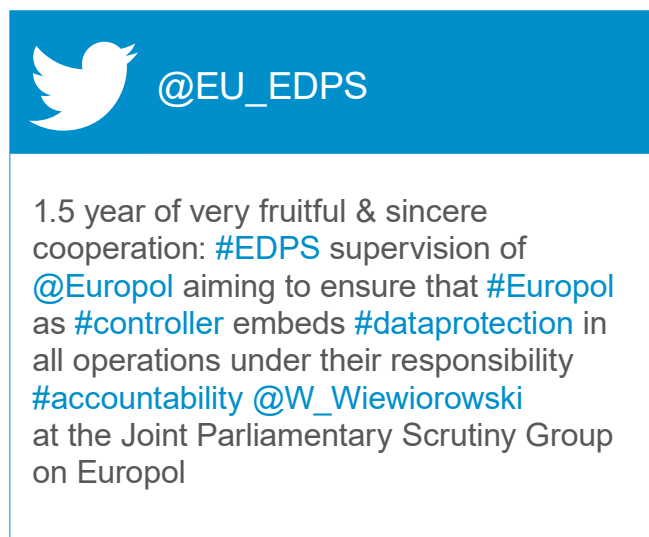 @EU_EDPS
1.5 year of very fruitful & sincere
cooperation: #EDPS supervision of
@Europol aiming to ensure that #Europol
as #controller embeds #dataprotection in
all operations under their responsibility
#accountability @W_Wiewiorowski
at the Joint Parliamentary Scrutiny Group
on Europol